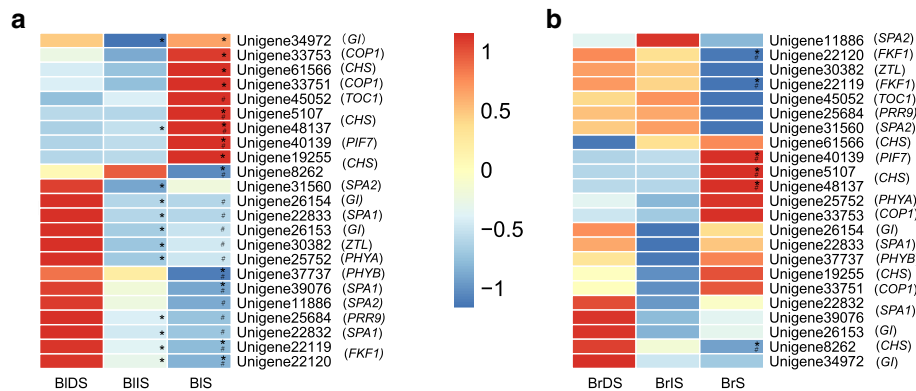 a
b
Unigene34972 (GI)
Unigene33753 (COP1)
Unigene61566 (CHS)
Unigene33751 (COP1)
Unigene45052 (TOC1)
Unigene5107
Unigene48137
(CHS)
Unigene40139 (PIF7)
Unigene19255
Unigene8262
(CHS)
Unigene31560 (SPA2)
Unigene26154 (GI)
Unigene22833 (SPA1)
Unigene26153 (GI)
Unigene30382 (ZTL)
Unigene25752 (PHYA)
Unigene37737 (PHYB)
Unigene39076 (SPA1)
Unigene11886 (SPA2)
Unigene25684 (PRR9)
Unigene22832 (SPA1)
Unigene22119
Unigene22120
(FKF1)
BlDS BlIS BlS
1
0.5
0
−0.5
−1
Unigene11886 (SPA2)
Unigene22120 (FKF1)
Unigene30382 (ZTL)
Unigene22119 (FKF1)
Unigene45052 (TOC1)
Unigene25684 (PRR9)
Unigene31560 (SPA2)
Unigene61566 (CHS)
Unigene40139 (PIF7)
Unigene5107
Unigene48137
(CHS)
Unigene25752 (PHYA)
Unigene33753 (COP1)
Unigene26154 (GI)
Unigene22833 (SPA1)
Unigene37737 (PHYB)
Unigene19255 (CHS)
Unigene33751 (COP1)
Unigene22832
Unigene39076
(SPA1)
Unigene26153 (GI)
Unigene8262 (CHS)
Unigene34972 (GI)
BrDS BrIS BrS